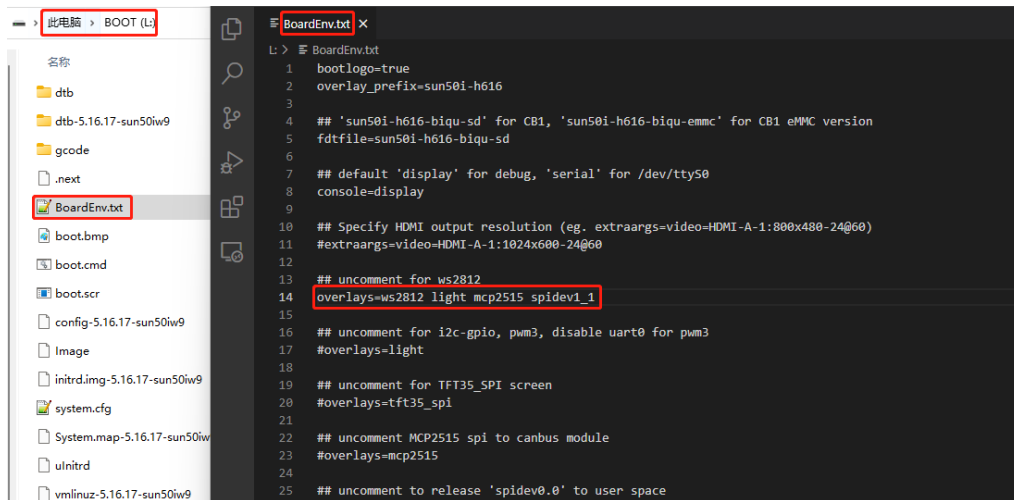 此电脑 > BOOT (L:)
名称
dtb
dtb-5.16.17-sun50iw9
gcode
.next
BoardEnv.txt
boot.bmp
boot.cmd
boot.scr
config-5.16.17-sun50iw9
Image
initrd.img-5.16.17-sun50iw9
system.cfg
System.map-5.16.17-sun50iw
uInitrd
vmlinuz-5.16.17-sun50iw9
BoardEnv.txt
L: > BoardEnv.txt
1 bootlogo=true
2 overlay_prefix=sun50i-h616
3
4 ## 'sun50i-h616-biqu-sd' for CB1, 'sun50i-h616-biqu-emmc' for CB1 eMMC version
5 fdtfile=sun50i-h616-biqu-sd
6
7 ## default 'display' for debug, 'serial' for /dev/ttyS0
8 console=display
9
10 ## Specify HDMI output resolution (eg. extraargs=video=HDMI-A-1:800x480-24@60)
11 #extraargs=video=HDMI-A-1:1024x600-24@60
12
13 ## uncomment for ws2812
14 overlays=ws2812 light mcp2515 spidev1_1
15
16 ## uncomment for i2c-gpio, pwm3, disable uart0 for pwm3
17 #overlays=light
18
19 ## uncomment for TFT35_SPI screen
20 #overlays=tft35_spi
21
22 ## uncomment MCP2515 spi to canbus module
23 #overlays=mcp2515
24
25 ## uncomment to release 'spidev0.0' to user space